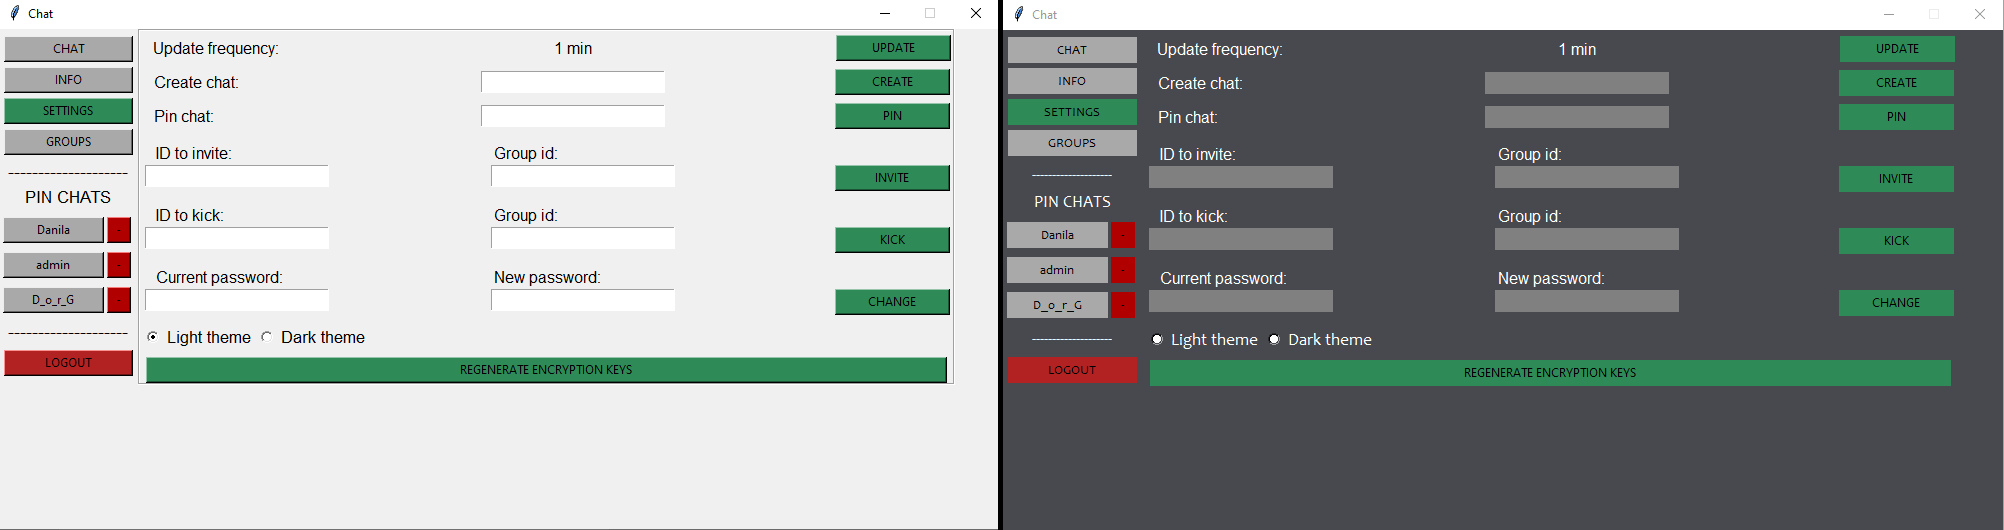 Chat
CHAT
INFO
SETTINGS
GROUPS
--------------------
PIN CHATS
Danila -
admin -
D_o_r_G -
--------------------
LOGOUT
Update frequency: 1 min UPDATE
Create chat: CREATE
Pin chat: PIN
ID to invite: Group id:
INVITE
ID to kick: Group id:
KICK
Current password: New password:
CHANGE
Light theme Dark theme
REGENERATE ENCRYPTION KEYS
Chat
CHAT
INFO
SETTINGS
GROUPS
--------------------
PIN CHATS
Danila -
admin -
D_o_r_G -
--------------------
LOGOUT
Update frequency: 1 min UPDATE
Create chat: CREATE
Pin chat: PIN
ID to invite: Group id:
INVITE
ID to kick: Group id:
KICK
Current password: New password:
CHANGE
Light theme Dark theme
REGENERATE ENCRYPTION KEYS